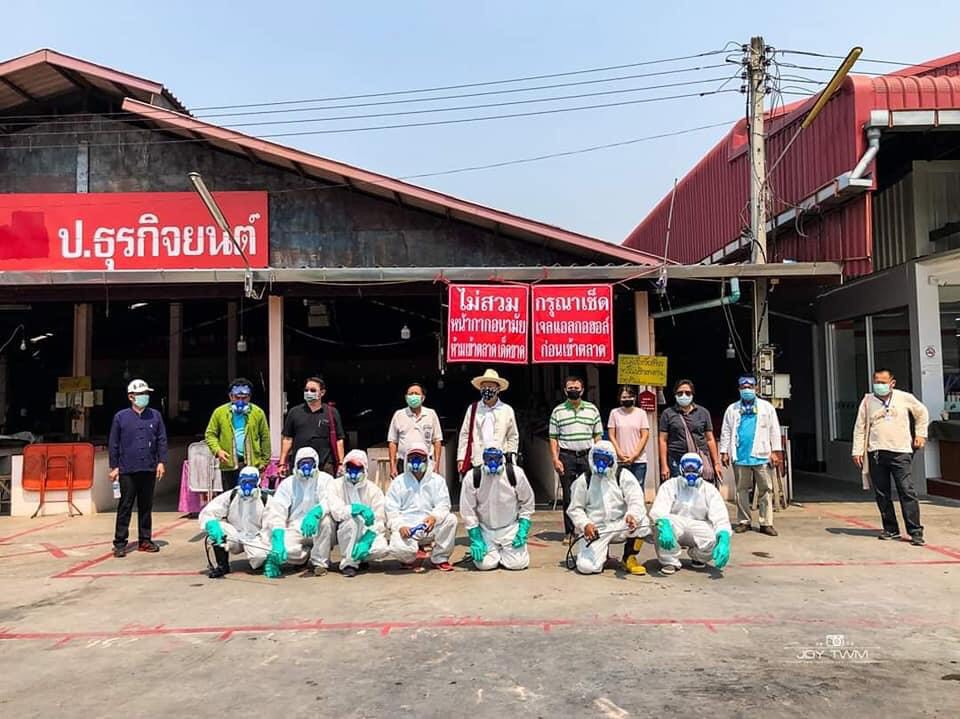 ป.ธุรกิจยนต์
ไม่สวม
หน้ากากอนามัย
ห้ามเข้าตลาด เด็ดขาด
กรุณาเช็ด
เจลแอลกอฮอส์
ก่อนเข้าตลาด
JOY TWM